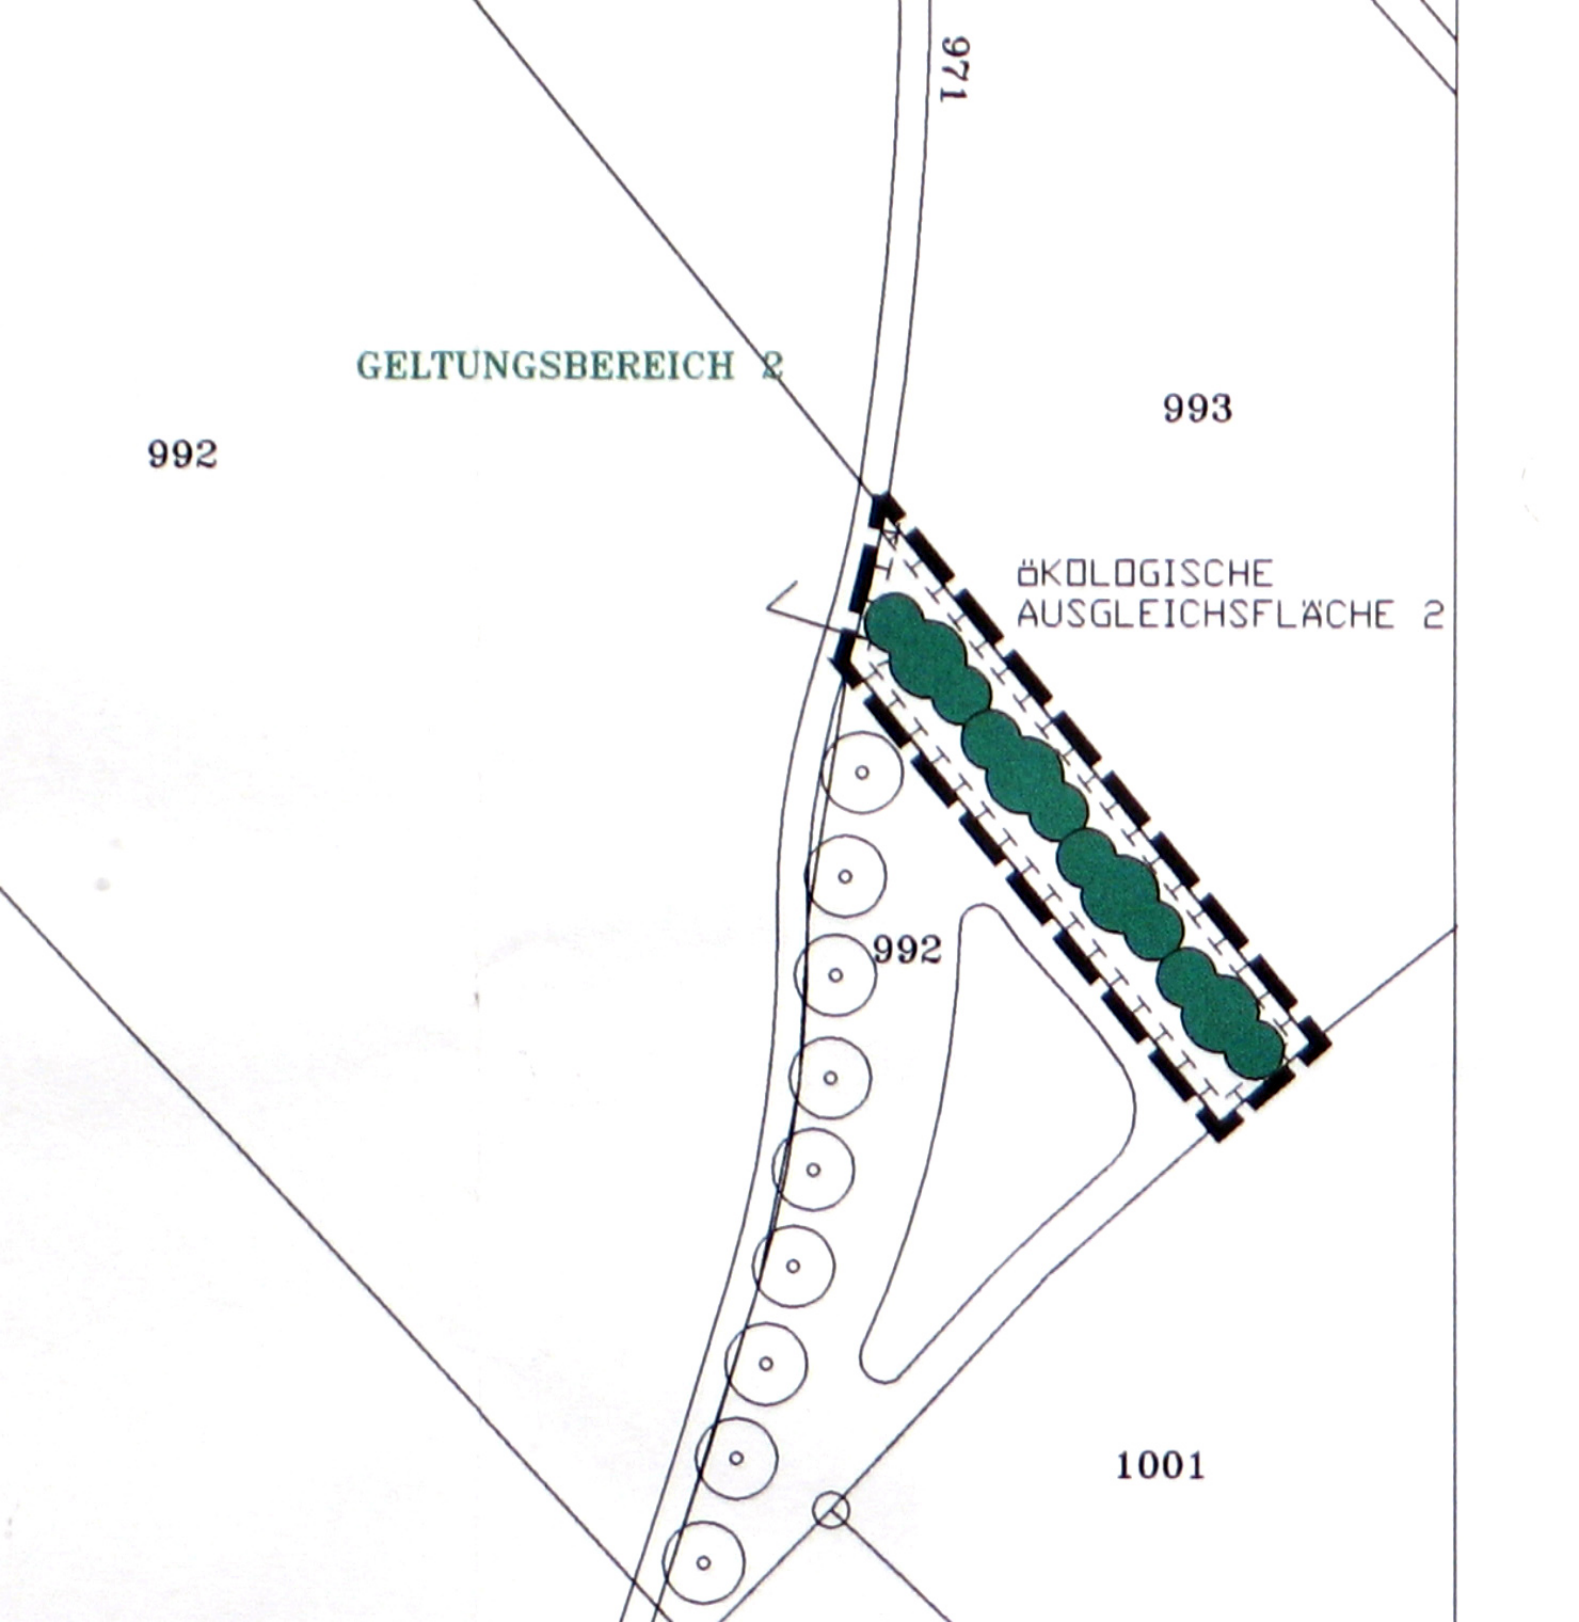 971
GELTUNGSBEREICH 2
993
992
öKOLOGISCHE
AUSGLEICHSFLÄCHE 2
992
1001